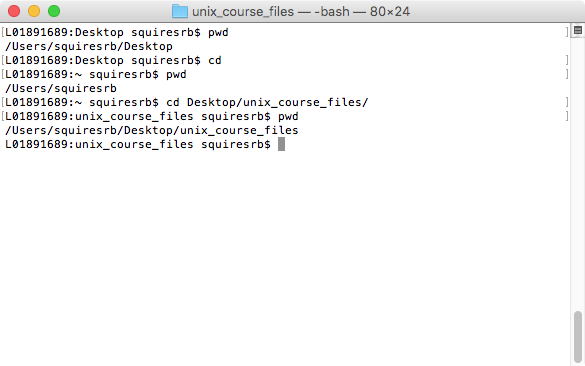 unix_course_files — -bash — 80×24
[L01891689:Desktop squiresrb$ pwd ]
/Users/squiresrb/Desktop
[L01891689:Desktop squiresrb$ cd ]
[L01891689:~ squiresrb$ pwd ]
/Users/squiresrb
[L01891689:~ squiresrb$ cd Desktop/unix_course_files/ ]
[L01891689:unix_course_files squiresrb$ pwd ]
/Users/squiresrb/Desktop/unix_course_files
L01891689:unix_course_files squiresrb$